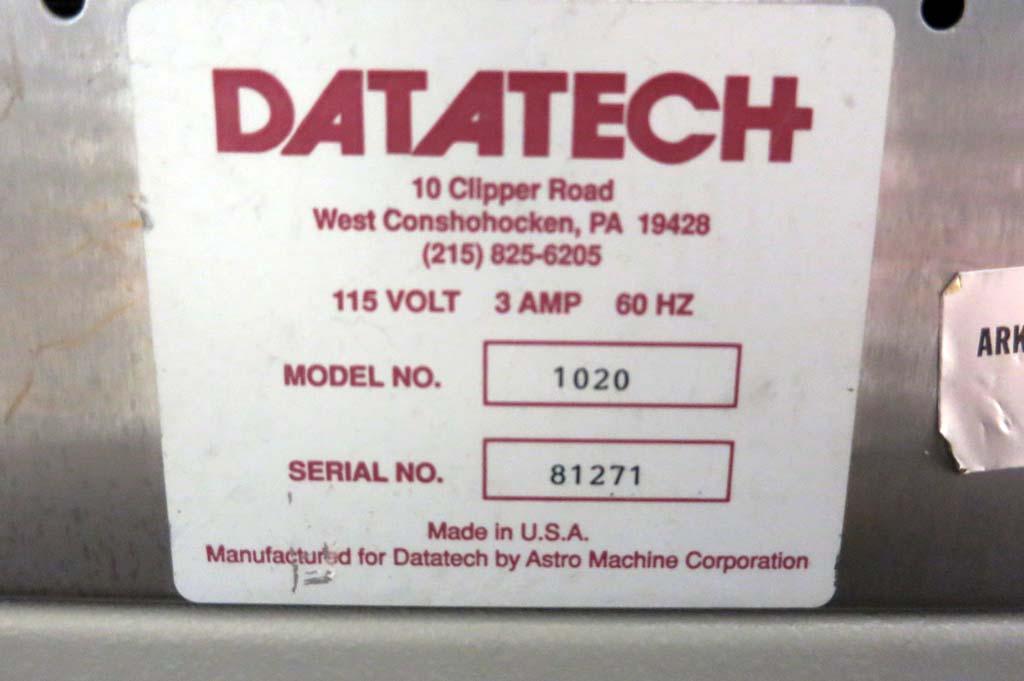 DATATECH
10 Clipper Road
West Conshohocken, PA 19428
(215) 825-6205
115 VOLT 3 AMP 60 HZ
MODEL NO. 1020
SERIAL NO. 81271
Made in U.S.A.
Manufactured for Datatech by Astro Machine Corporation
ARK